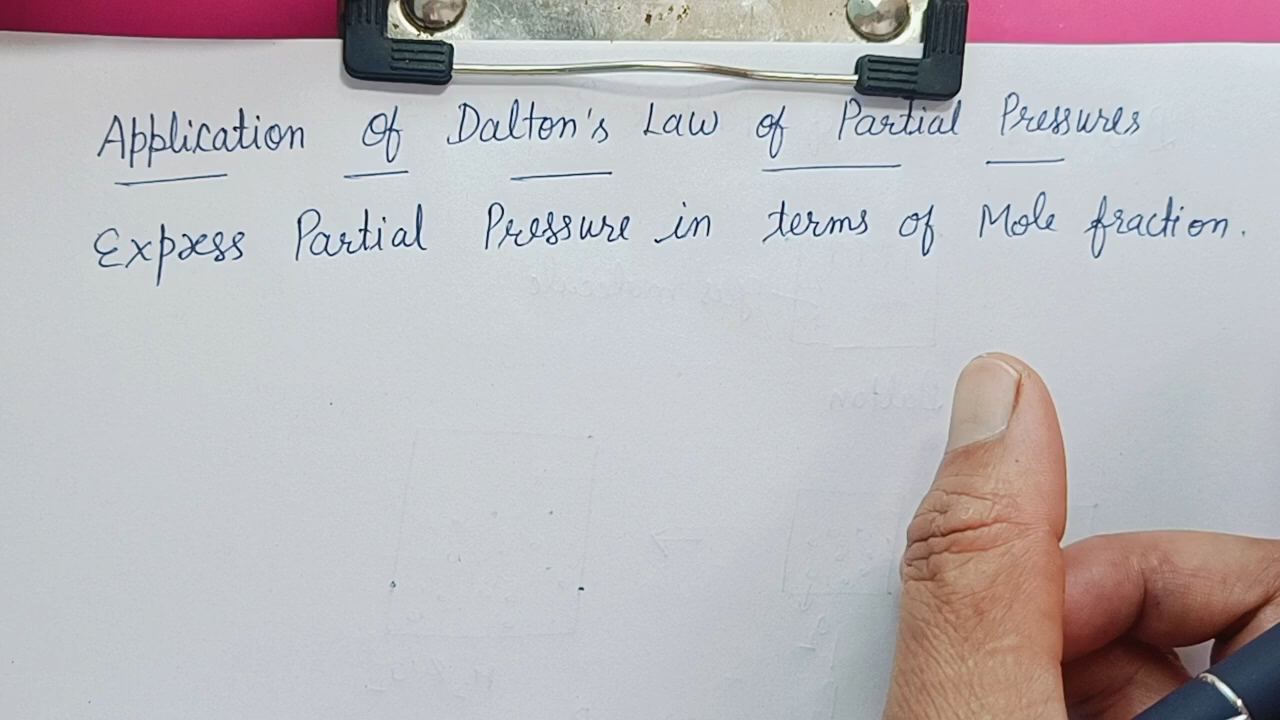 Application Of Dalton's Law of Partial Pressures
Express Partial Pressure in terms of Mole fraction.